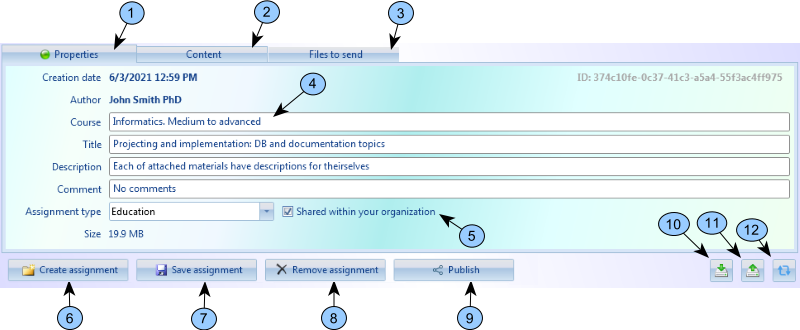 1 2 3
Properties Content Files to send
Creation date 6/3/2021 12:59 PM ID: 374c10fe-0c37-41c3-a5a4-55f3ac4ff975
Author John Smith PhD 4
Course Informatics. Medium to advanced
Title Projecting and implementation: DB and documentation topics
Description Each of attached materials have descriptions for theirselves
Comment No comments
Assignment type Education Shared within your organization
Size 19.9 MB 5 10 11 12
Create assignment Save assignment Remove assignment Publish
6 7 8 9